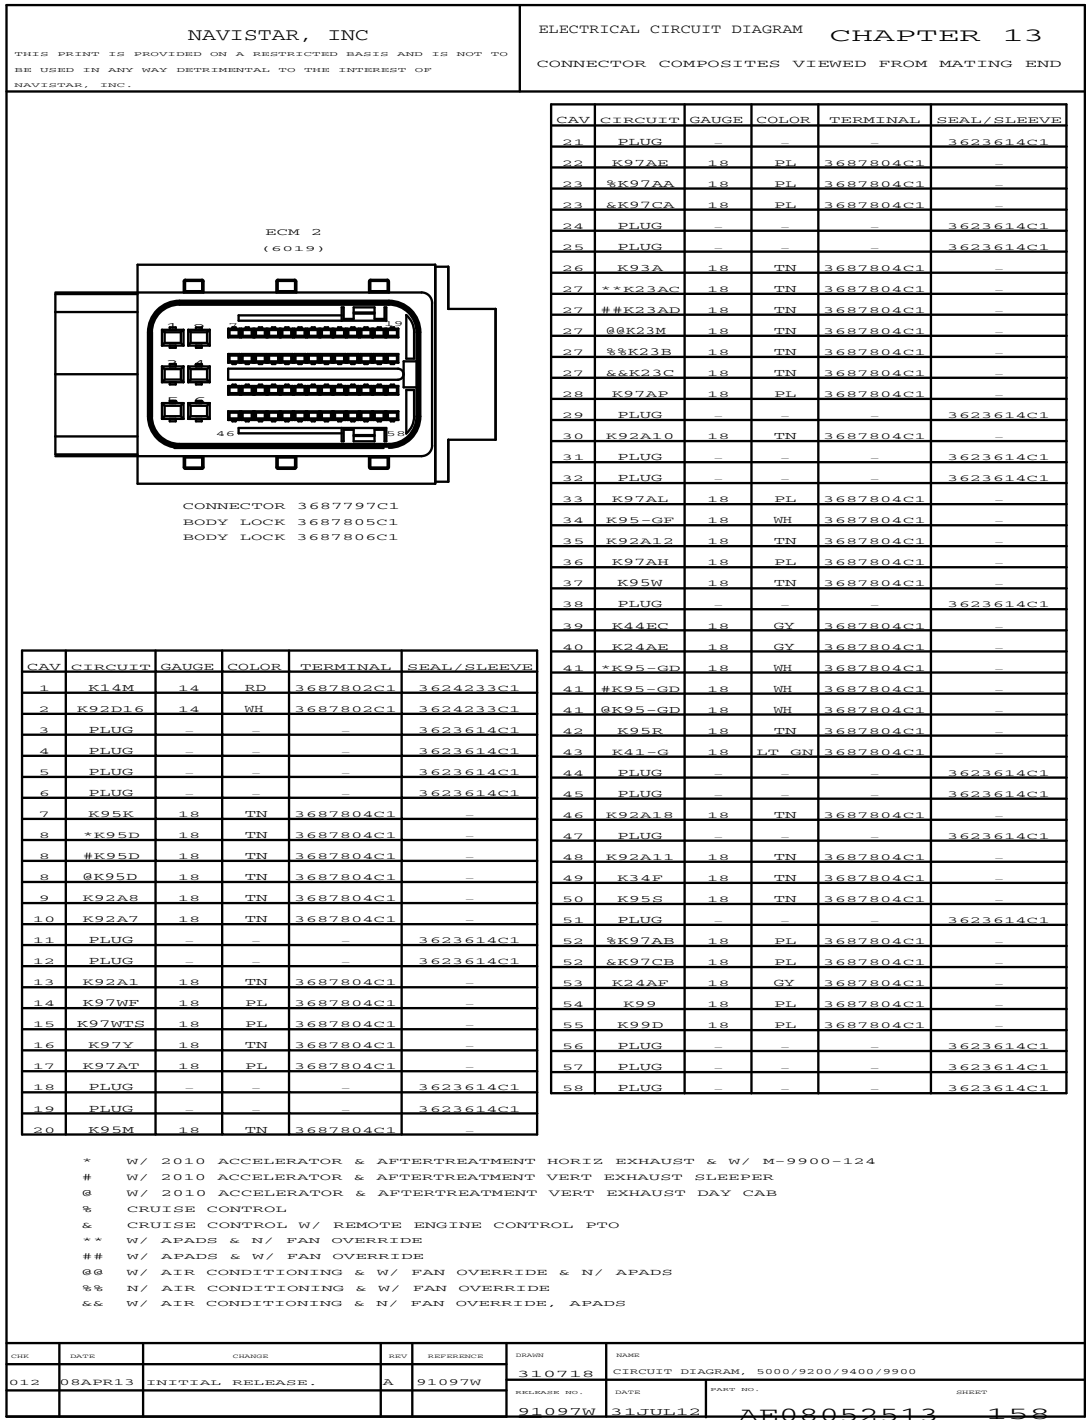 NAVISTAR, INC
THIS PRINT IS PROVIDED ON A RESTRICTED BASIS AND IS NOT TO
BE USED IN ANY WAY DETRIMENTAL TO THE INTEREST OF
NAVISTAR, INC.
ELECTRICAL CIRCUIT DIAGRAM CHAPTER 13
CONNECTOR COMPOSITES VIEWED FROM MATING END
ECM 2
(6019)
1 2 7 19
3 4
5 6
46 58
CONNECTOR 3687797C1
BODY LOCK 3687805C1
BODY LOCK 3687806C1
CAV CIRCUIT GAUGE COLOR TERMINAL SEAL/SLEEVE
1 K14M 14 RD 3687802C1 3624233C1
2 K92D16 14 WH 3687802C1 3624233C1
3 PLUG – – – 3623614C1
4 PLUG – – – 3623614C1
5 PLUG – – – 3623614C1
6 PLUG – – – 3623614C1
7 K95K 18 TN 3687804C1 –
8 *K95D 18 TN 3687804C1 –
8 #K95D 18 TN 3687804C1 –
8 @K95D 18 TN 3687804C1 –
9 K92A8 18 TN 3687804C1 –
10 K92A7 18 TN 3687804C1 –
11 PLUG – – – 3623614C1
12 PLUG – – – 3623614C1
13 K92A1 18 TN 3687804C1 –
14 K97WF 18 PL 3687804C1 –
15 K97WTS 18 PL 3687804C1 –
16 K97Y 18 TN 3687804C1 –
17 K97AT 18 PL 3687804C1 –
18 PLUG – – – 3623614C1
19 PLUG – – – 3623614C1
20 K95M 18 TN 3687804C1 –
CAV CIRCUIT GAUGE COLOR TERMINAL SEAL/SLEEVE
21 PLUG – – – 3623614C1
22 K97AE 18 PL 3687804C1 –
23 %K97AA 18 PL 3687804C1 –
23 &K97CA 18 PL 3687804C1 –
24 PLUG – – – 3623614C1
25 PLUG – – – 3623614C1
26 K93A 18 TN 3687804C1 –
27 **K23AC 18 TN 3687804C1 –
27 ##K23AD 18 TN 3687804C1 –
27 @@K23M 18 TN 3687804C1 –
27 %%K23B 18 TN 3687804C1 –
27 &&K23C 18 TN 3687804C1 –
28 K97AP 18 PL 3687804C1 –
29 PLUG – – – 3623614C1
30 K92A10 18 TN 3687804C1 –
31 PLUG – – – 3623614C1
32 PLUG – – – 3623614C1
33 K97AL 18 PL 3687804C1 –
34 K95-GF 18 WH 3687804C1 –
35 K92A12 18 TN 3687804C1 –
36 K97AH 18 PL 3687804C1 –
37 K95W 18 TN 3687804C1 –
38 PLUG – – – 3623614C1
39 K44EC 18 GY 3687804C1 –
40 K24AE 18 GY 3687804C1 –
41 *K95-GD 18 WH 3687804C1 –
41 #K95-GD 18 WH 3687804C1 –
41 @K95-GD 18 WH 3687804C1 –
42 K95R 18 TN 3687804C1 –
43 K41-G 18 LT GN 3687804C1 –
44 PLUG – – – 3623614C1
45 PLUG – – – 3623614C1
46 K92A18 18 TN 3687804C1 –
47 PLUG – – – 3623614C1
48 K92A11 18 TN 3687804C1 –
49 K34F 18 TN 3687804C1 –
50 K95S 18 TN 3687804C1 –
51 PLUG – – – 3623614C1
52 %K97AB 18 PL 3687804C1 –
52 &K97CB 18 PL 3687804C1 –
53 K24AF 18 GY 3687804C1 –
54 K99 18 PL 3687804C1 –
55 K99D 18 PL 3687804C1 –
56 PLUG – – – 3623614C1
57 PLUG – – – 3623614C1
58 PLUG – – – 3623614C1
* W/ 2010 ACCELERATOR & AFTERTREATMENT HORIZ EXHAUST & W/ M-9900-124
# W/ 2010 ACCELERATOR & AFTERTREATMENT VERT EXHAUST SLEEPER
@ W/ 2010 ACCELERATOR & AFTERTREATMENT VERT EXHAUST DAY CAB
% CRUISE CONTROL
& CRUISE CONTROL W/ REMOTE ENGINE CONTROL PTO
** W/ APADS & N/ FAN OVERRIDE
## W/ APADS & W/ FAN OVERRIDE
@@ W/ AIR CONDITIONING & W/ FAN OVERRIDE & N/ APADS
%% N/ AIR CONDITIONING & W/ FAN OVERRIDE
&& W/ AIR CONDITIONING & N/ FAN OVERRIDE, APADS
CHK DATE CHANGE REV REFERENCE
012 08APR13 INITIAL RELEASE. A 91097W
DRAWN
310718
NAME
CIRCUIT DIAGRAM, 5000/9200/9400/9900
RELEASE NO.
91097W
DATE
31JUL12
PART NO.
AE08052513
SHEET
158